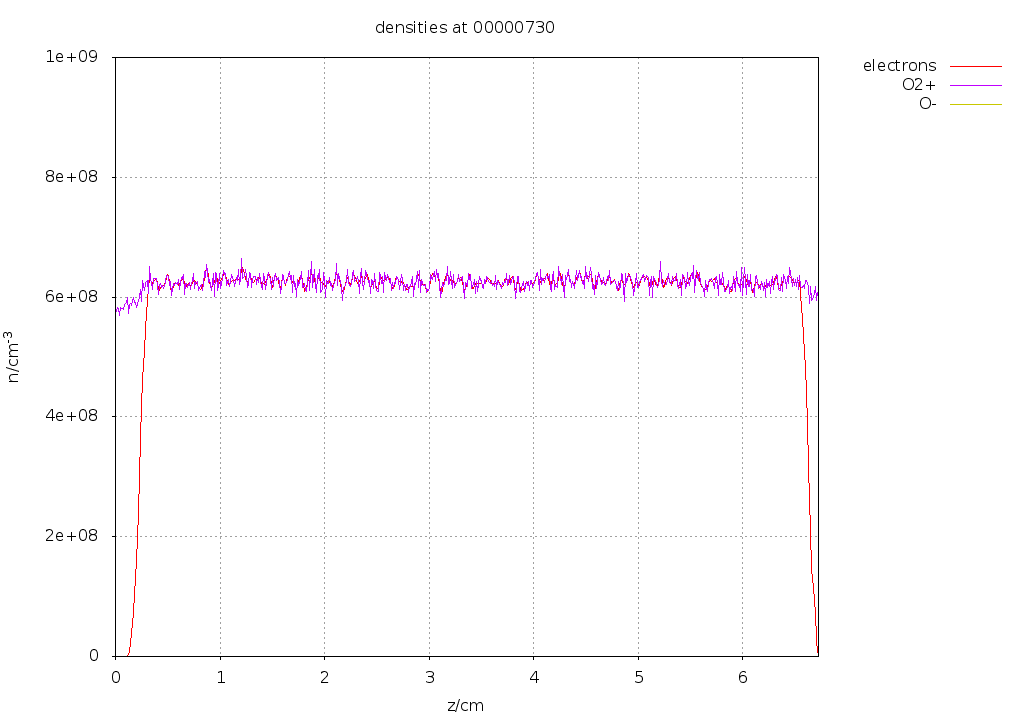 densities at 00000730
electrons
O2+
O-
1e+09
8e+08
6e+08
4e+08
2e+08
0
n/cm-3
0 1 2 3 4 5 6
z/cm